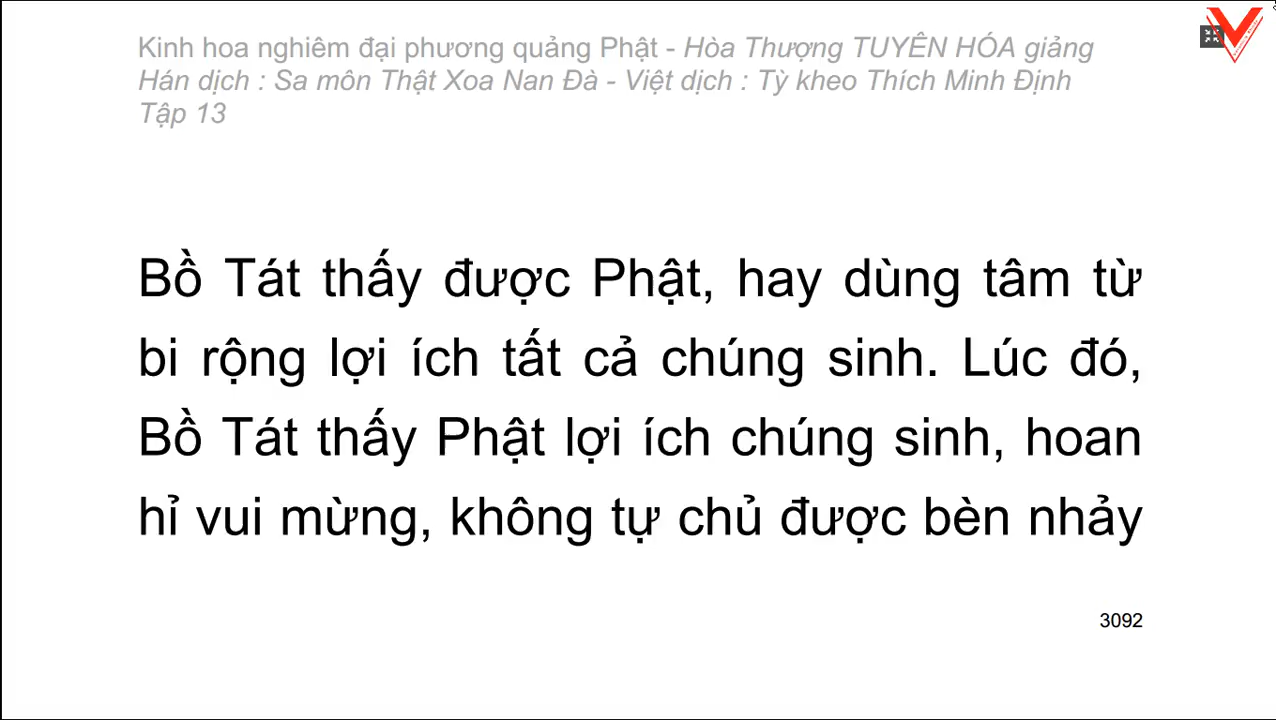 Kinh hoa nghiêm đại phương quảng Phật - Hòa Thượng TUYÊN HÓA giảng
Hán dịch : Sa môn Thật Xoa Nan Đà - Việt dịch : Tỳ kheo Thích Minh Định
Tập 13
Bồ Tát thấy được Phật, hay dùng tâm từ
bi rộng lợi ích tất cả chúng sinh. Lúc đó,
Bồ Tát thấy Phật lợi ích chúng sinh, hoan
hỉ vui mừng, không tự chủ được bèn nhảy
3092